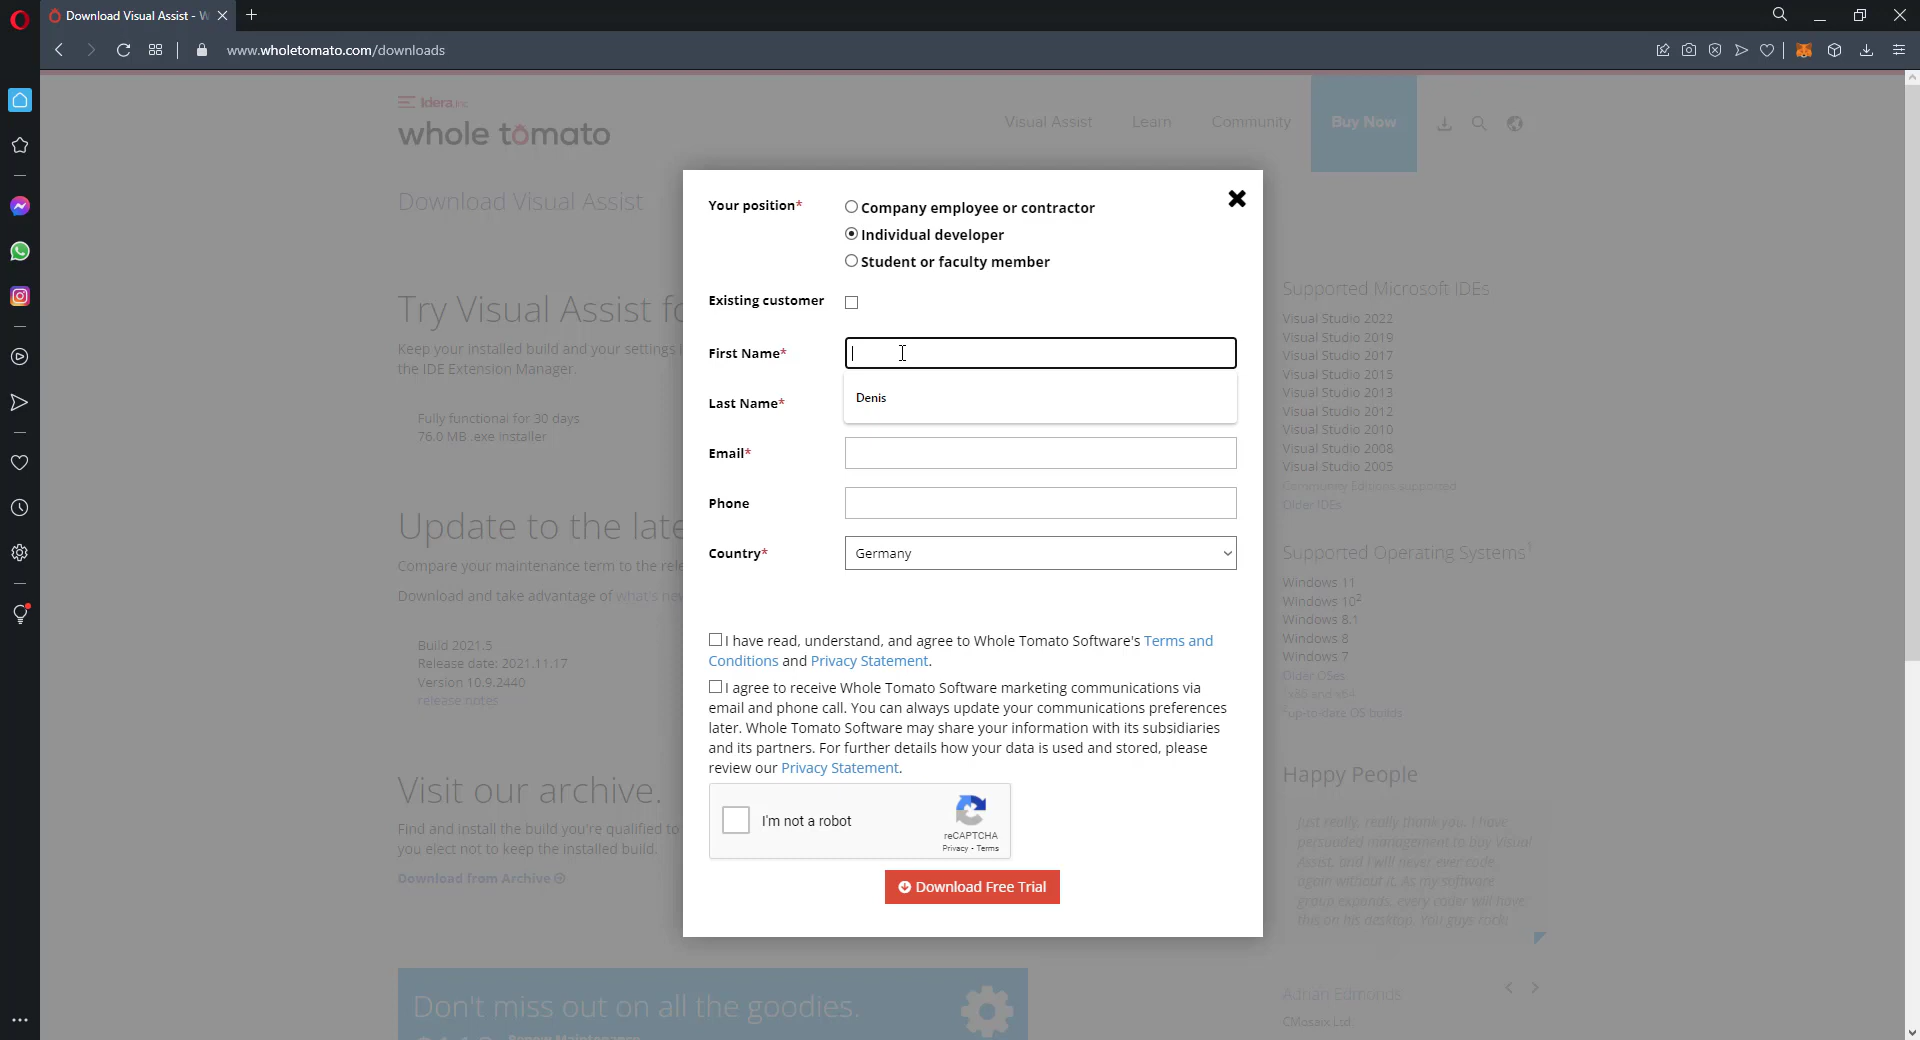 Download Visual Assist - W
www.wholetomato.com/downloads
Idera Inc.
whole tomato
Visual Assist
Learn
Community
Buy Now
Download Visual Assist
Your position*
Company employee or contractor
Individual developer
Student or faculty member
Existing customer
First Name*
Denis
Last Name*
Email*
Phone
Country*
Germany
I have read, understand, and agree to Whole Tomato Software's Terms and
Conditions and Privacy Statement.
I agree to receive Whole Tomato Software marketing communications via
email and phone call. You can always update your communications preferences
later. Whole Tomato Software may share your information with its subsidiaries
and its partners. For further details how your data is used and stored, please
review our Privacy Statement.
I'm not a robot
reCAPTCHA
Privacy - Terms
Download Free Trial
Try Visual Assist fo
Keep your installed build and your settings
the IDE Extension Manager.
Fully functional for 30 days
76.0 MB .exe installer
Update to the late
Compare your maintenance term to the rele
Download and take advantage of what's new
Build 2021.5
Release date: 2021.11.17
Version 10.9.2440
release notes
Visit our archive.
Find and install the build you're qualified to
you elect not to keep the installed build.
Download from Archive
Don't miss out on all the goodies.
Renew Maintenance
Supported Microsoft IDEs
Visual Studio 2022
Visual Studio 2019
Visual Studio 2017
Visual Studio 2015
Visual Studio 2013
Visual Studio 2012
Visual Studio 2010
Visual Studio 2008
Visual Studio 2005
Community Editions supported
Older IDEs
Supported Operating Systems¹
Windows 11
Windows 10²
Windows 8.1
Windows 8
Windows 7
Older OSes
¹x86 and x64
²up-to-date OS builds
Happy People
Just really, really thank you. I have
persuaded management to buy Visual
Assist, and I will never ever code
again without it. As my software
group expands, every coder will have
this on his desktop. You guys rock!
Adrian Edmonds
CMosaix Ltd.